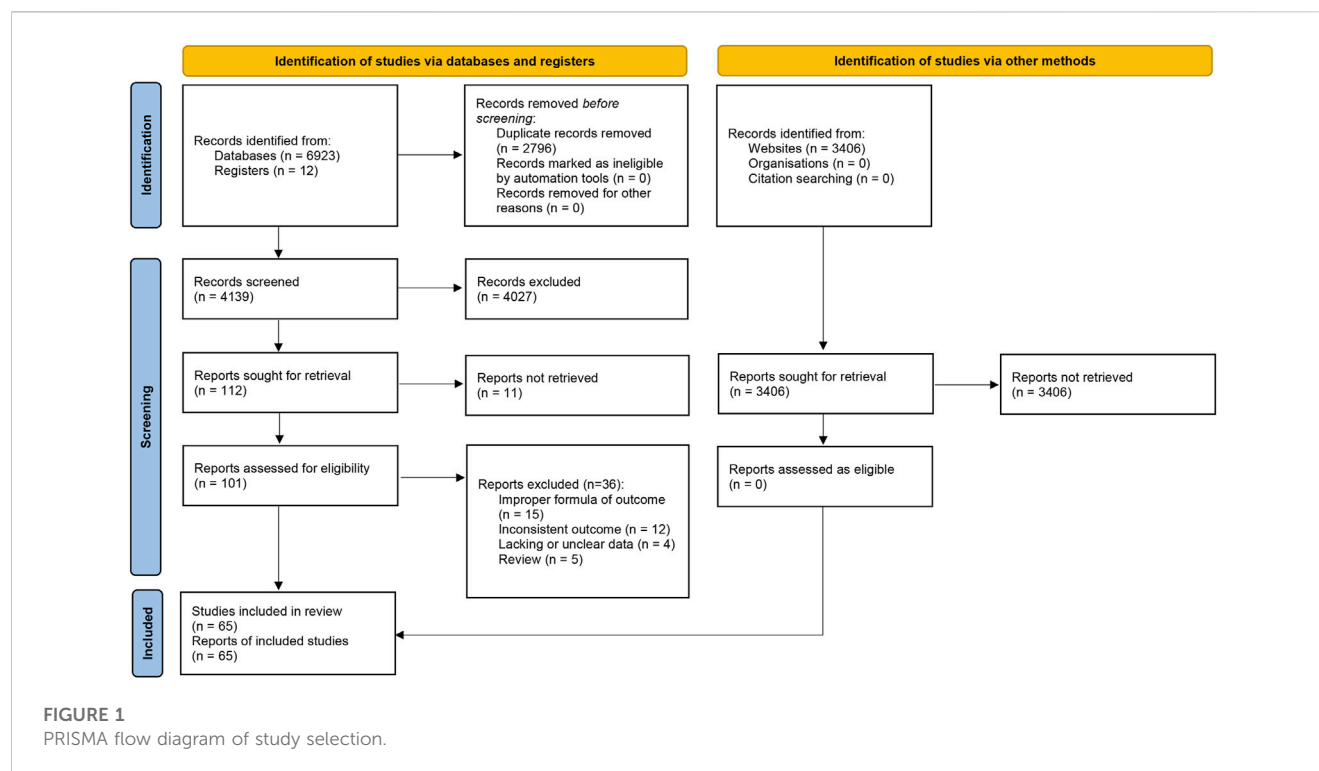 Identification of studies via databases and registers
Identification of studies via other methods
Identification
Records identified from:
Databases (n = 6923)
Registers (n = 12)
Records removed before
screening:
Duplicate records removed
(n = 2796)
Records marked as ineligible
by automation tools (n = 0)
Records removed for other
reasons (n = 0)
Records identified from:
Websites (n = 3406)
Organisations (n = 0)
Citation searching (n = 0)
Screening
Records screened
(n = 4139)
Records excluded
(n = 4027)
Reports sought for retrieval
(n = 112)
Reports not retrieved
(n = 11)
Reports sought for retrieval
(n = 3406)
Reports not retrieved
(n = 3406)
Reports assessed for eligibility
(n = 101)
Reports excluded (n=36):
Improper formula of outcome
(n = 15)
Inconsistent outcome (n = 12)
Lacking or unclear data (n = 4)
Review (n = 5)
Reports assessed as eligible
(n = 0)
Included
Studies included in review
(n = 65)
Reports of included studies
(n = 65)
FIGURE 1
PRISMA flow diagram of study selection.